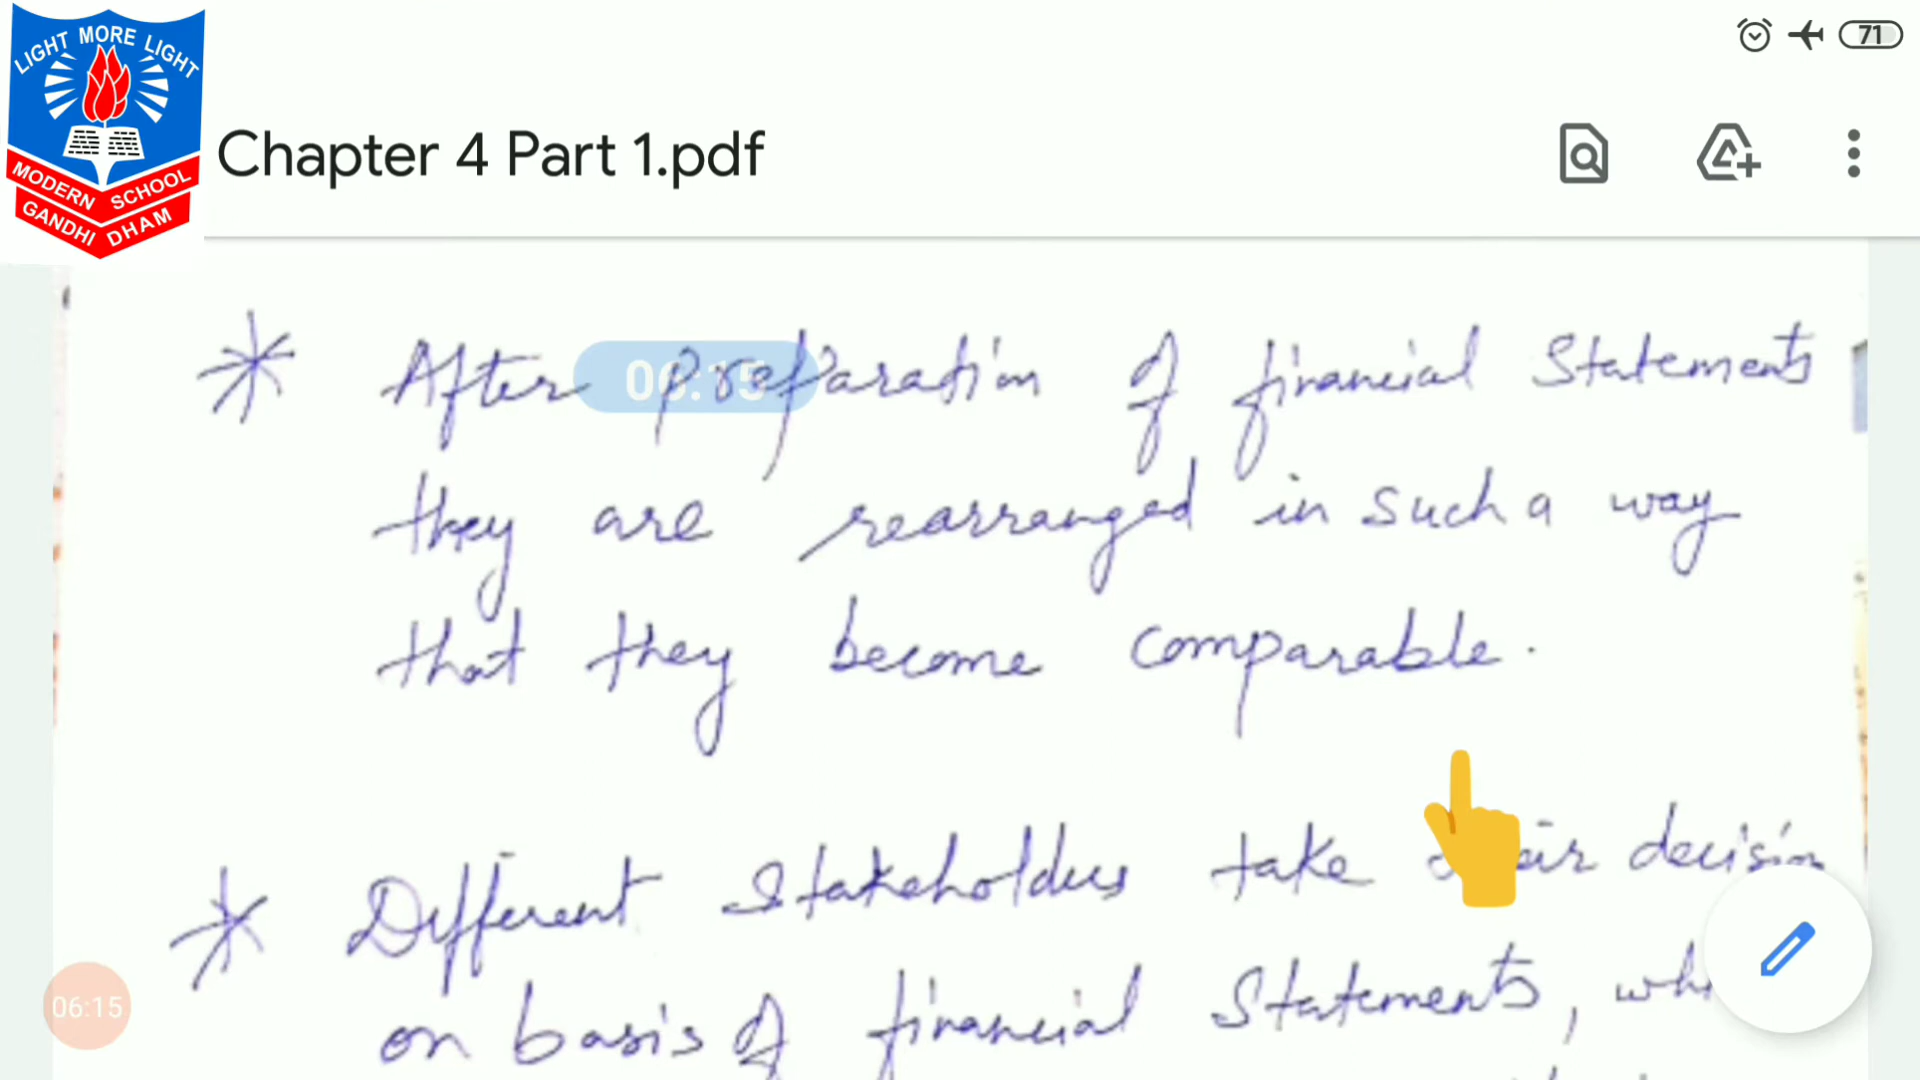 LIGHT MORE LIGHT
MODERN SCHOOL
GANDHI DHAM
71
Chapter 4 Part 1.pdf
06:15
* After preparation of financial Statements
they are rearranged in such a way
that they become comparable.
* Different Stakeholders take decision
on basis of financial Statements,
06:15